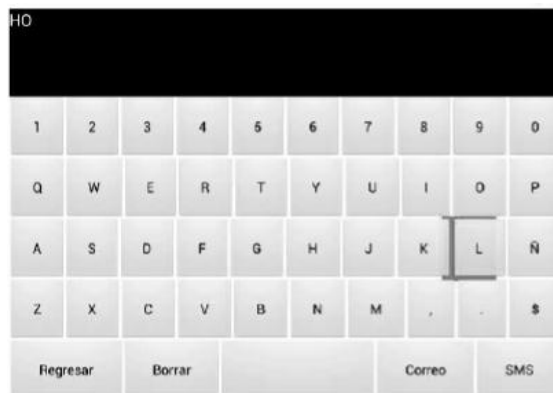 HO
1 2 3 4 5 6 7 8 9 0
Q W E R T Y U I O P
A S D F G H J K L Ñ
Z X C V B N M , . $
Regresar Borrar Correo SMS